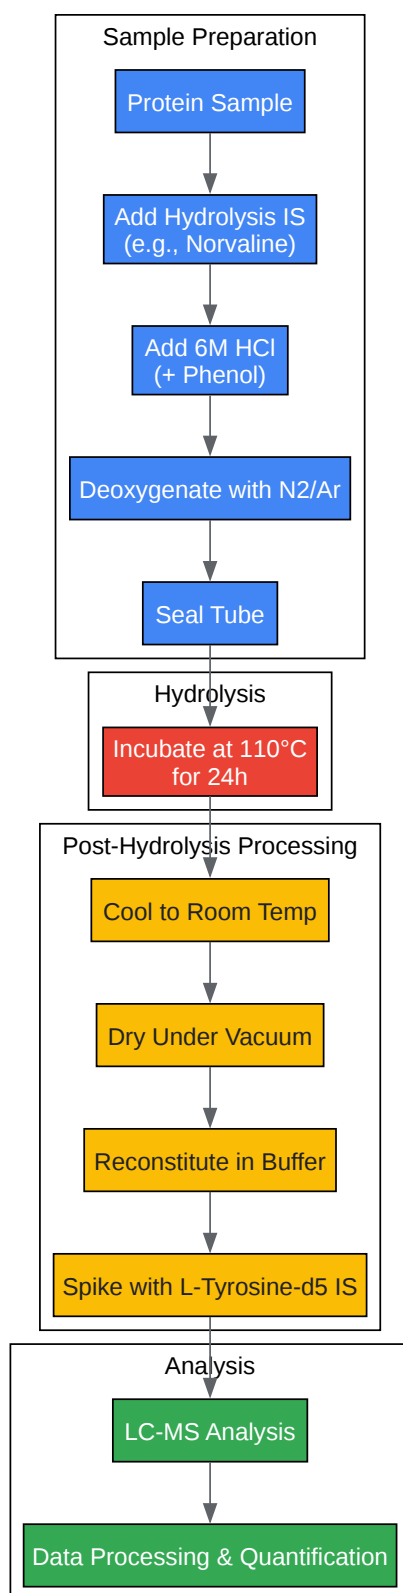 Sample Preparation
Protein Sample
Add Hydrolysis IS
(e.g., Norvaline)
Add 6M HCl
(+ Phenol)
Deoxygenate with N2/Ar
Seal Tube
Hydrolysis
Incubate at 110°C
for 24h
Post-Hydrolysis Processing
Cool to Room Temp
Dry Under Vacuum
Reconstitute in Buffer
Spike with L-Tyrosine-d5 IS
Analysis
LC-MS Analysis
Data Processing & Quantification